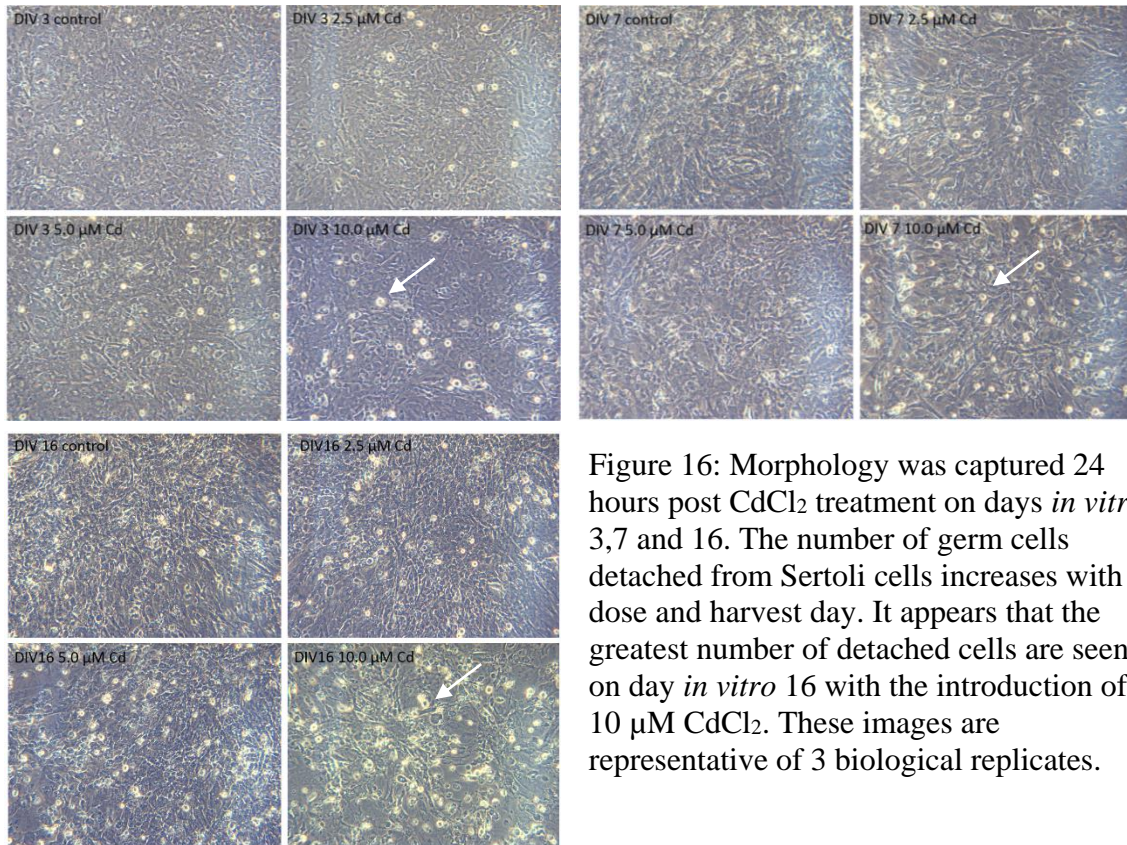 DIV 3 control
DIV 3 2.5 µM Cd
DIV 7 control
DIV 7 2.5 µM Cd
DIV 3 5.0 µM Cd
DIV 3 10.0 µM Cd
DIV 7 5.0 µM Cd
DIV 7 10.0 µM Cd
DIV 16 control
DIV16 2.5 µM Cd
DIV16 5.0 µM Cd
DIV16 10.0 µM Cd
Figure 16: Morphology was captured 24
hours post CdCl₂ treatment on days in vitr
3,7 and 16. The number of germ cells
detached from Sertoli cells increases with
dose and harvest day. It appears that the
greatest number of detached cells are seen
on day in vitro 16 with the introduction of
10 µM CdCl₂. These images are
representative of 3 biological replicates.